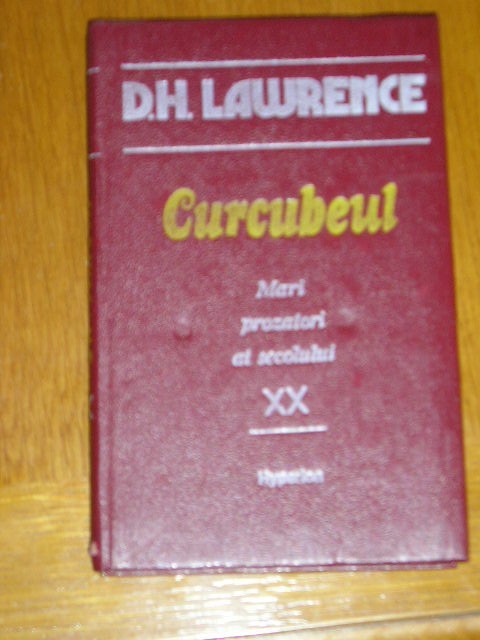 D.H. LAWRENCE
Curcubeul
Mari
prozatori
ai secolului
XX
Hyperion